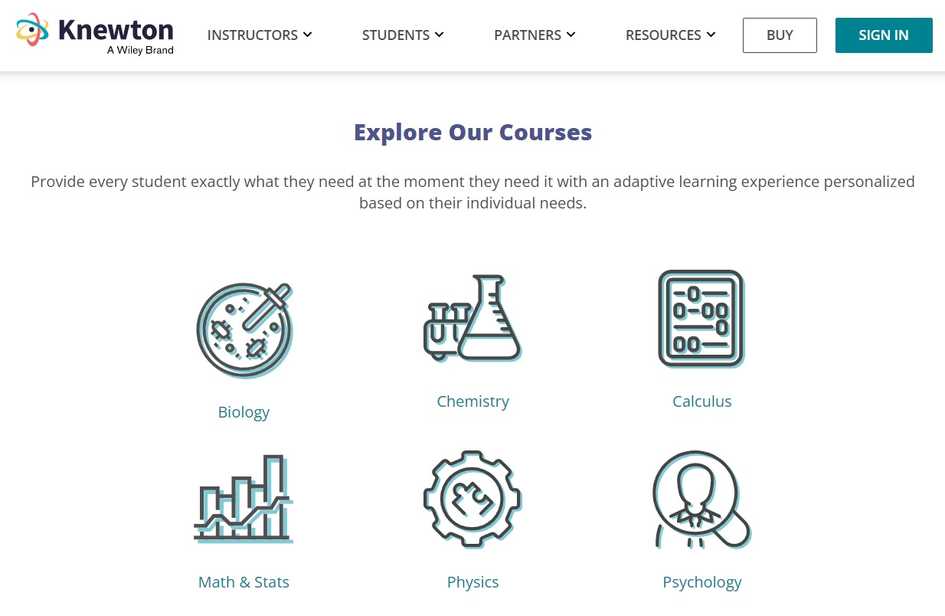 Knewton
A Wiley Brand
INSTRUCTORS
STUDENTS
PARTNERS
RESOURCES
BUY
SIGN IN
Explore Our Courses
Provide every student exactly what they need at the moment they need it with an adaptive learning experience personalized
based on their individual needs.
Biology
Chemistry
Calculus
Math & Stats
Physics
Psychology